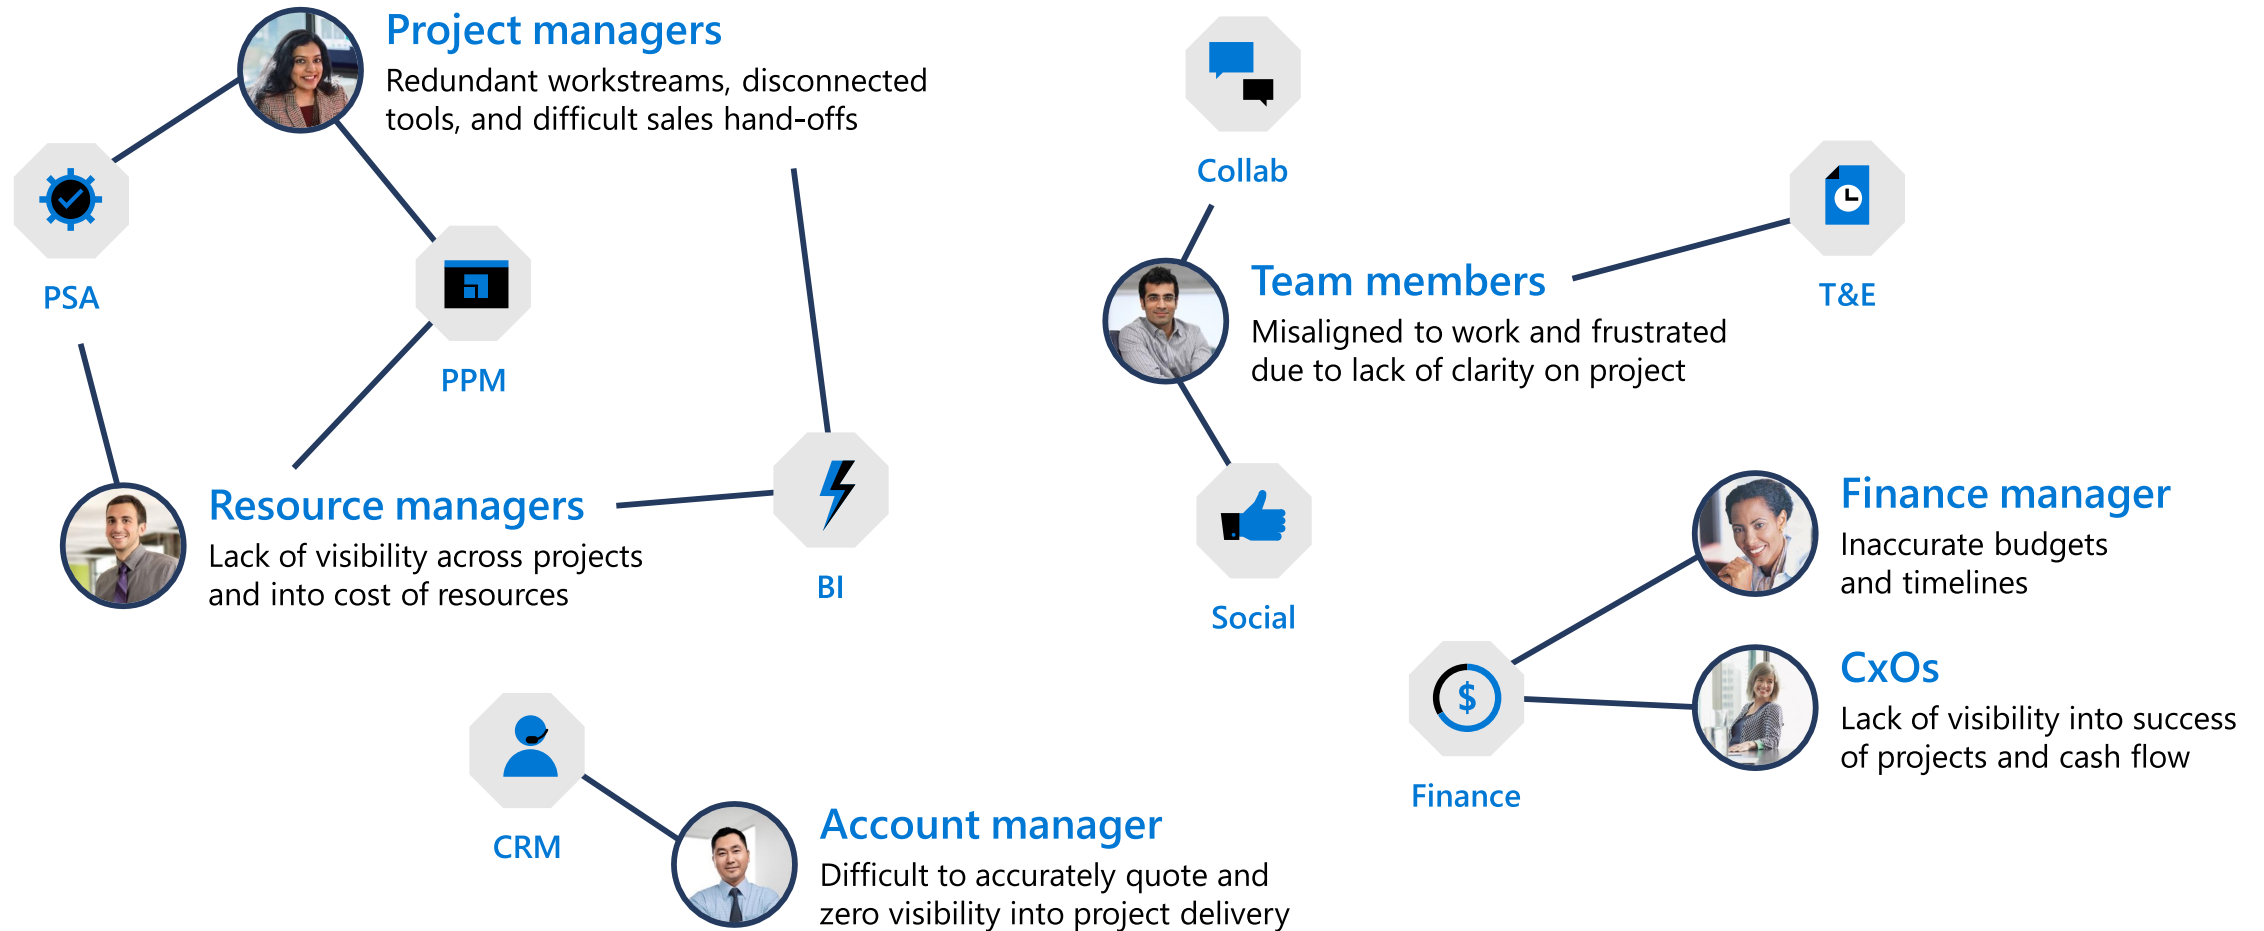 Project managers
Redundant workstreams, disconnected
tools, and difficult sales hand-offs
PSA
PPM
Resource managers
Lack of visibility across projects
and into cost of resources
BI
Collab
Team members
Misaligned to work and frustrated
due to lack of clarity on project
T&E
Social
Finance manager
Inaccurate budgets
and timelines
CxOs
Lack of visibility into success
of projects and cash flow
$
Finance
CRM
Account manager
Difficult to accurately quote and
zero visibility into project delivery